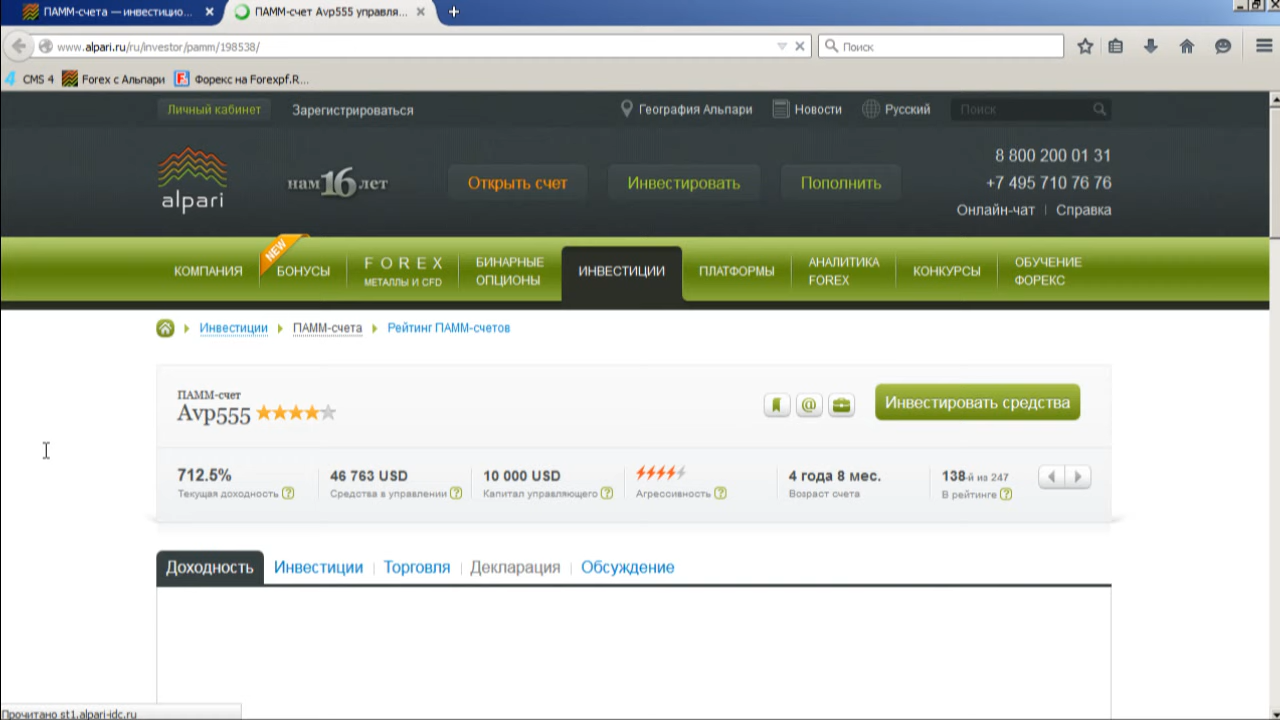 ПАММ-счета — инвестицио...
ПАММ-счет Avp555 управля...
www.alpari.ru/ru/investor/pamm/198538/
Поиск
CMS 4
Forex с Альпари
Форекс на Forexpf.R...
Личный кабинет
Зарегистрироваться
География Альпари
Новости
Русский
Поиск
alpari
нам 16 лет
Открыть счет
Инвестировать
Пополнить
8 800 200 01 31
+7 495 710 76 76
Онлайн-чат | Справка
КОМПАНИЯ
NEW
БОНУСЫ
FOREX
МЕТАЛЛЫ И CFD
БИНАРНЫЕ
ОПЦИОНЫ
ИНВЕСТИЦИИ
ПЛАТФОРМЫ
АНАЛИТИКА
FOREX
КОНКУРСЫ
ОБУЧЕНИЕ
ФОРЕКС
Инвестиции
ПАММ-счета
Рейтинг ПАММ-счетов
ПАММ-счет
Avp555
Инвестировать средства
712.5%
Текущая доходность ?
46 763 USD
Средства в управлении ?
10 000 USD
Капитал управляющего ?
Агрессивность ?
4 года 8 мес.
Возраст счета
138-й из 247
В рейтинге ?
Доходность
Инвестиции
Торговля
Декларация
Обсуждение
Прочитано st1.alpari-idc.ru